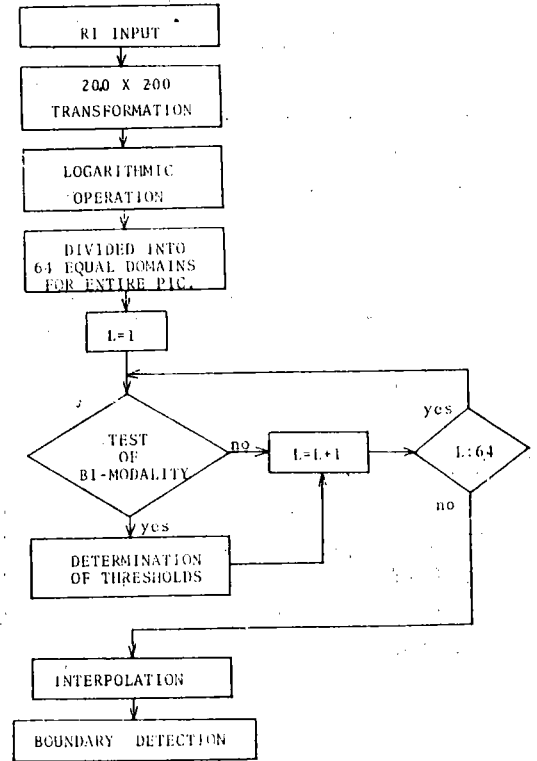 RI INPUT
200 X 200
TRANSFORMATION
LOGARITHMIC
OPERATION
DIVIDED INTO
64 EQUAL DOMAINS
FOR ENTIRE PIC.
L=1
TEST
OF
BI-MODALITY
no
L=L+1
yes
L:64
no
yes
DETERMINATION
OF THRESHOLDS
INTERPOLATION
BOUNDARY DETECTION